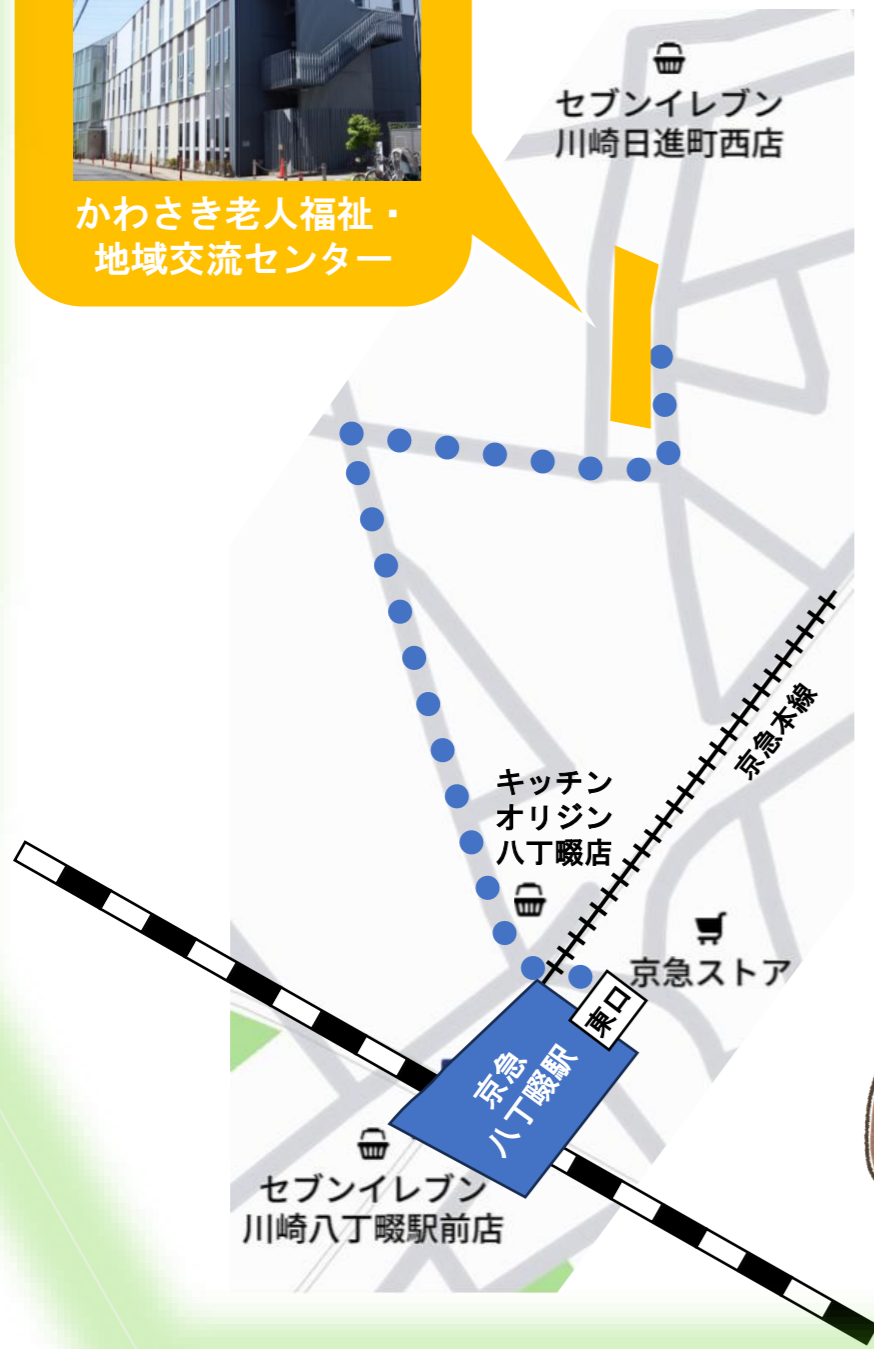 セブンイレブン
川崎日進町西店
かわさき老人福祉・
地域交流センター
京急本線
キッチン
オリジン
八丁畷店
京急ストア
東口
京急
八丁畷駅
セブンイレブン
川崎八丁畷駅前店